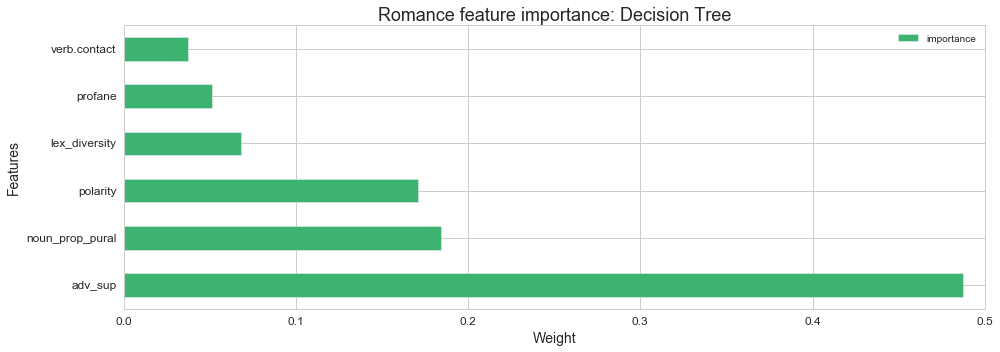 Romance feature importance: Decision Tree
importance
Features
verb.contact
profane
lex_diversity
polarity
noun_prop_pural
adv_sup
0.0 0.1 0.2 0.3 0.4 0.5
Weight